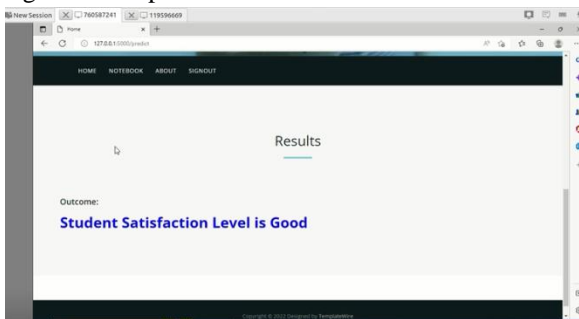 New Session 760587241 119596669
Home
127.0.0.1:5000/predict
HOME NOTEBOOK ABOUT SIGNOUT
Results
Outcome:
Student Satisfaction Level is Good
Copyright © 2022 Designed by TemplateWire